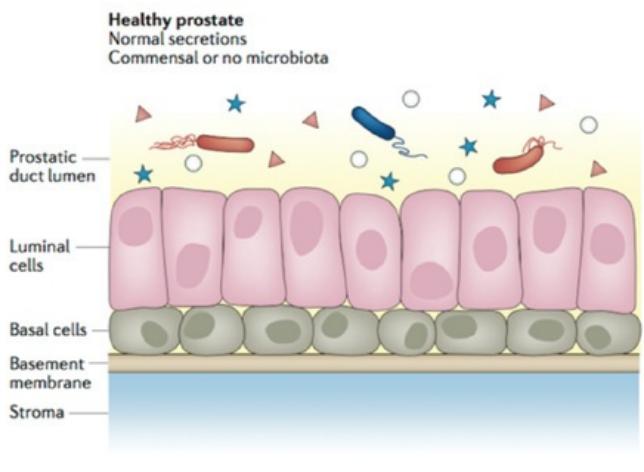 Healthy prostate
Normal secretions
Commensal or no microbiota
Prostatic
duct lumen
Luminal
cells
Basal cells
Basement
membrane
Stroma